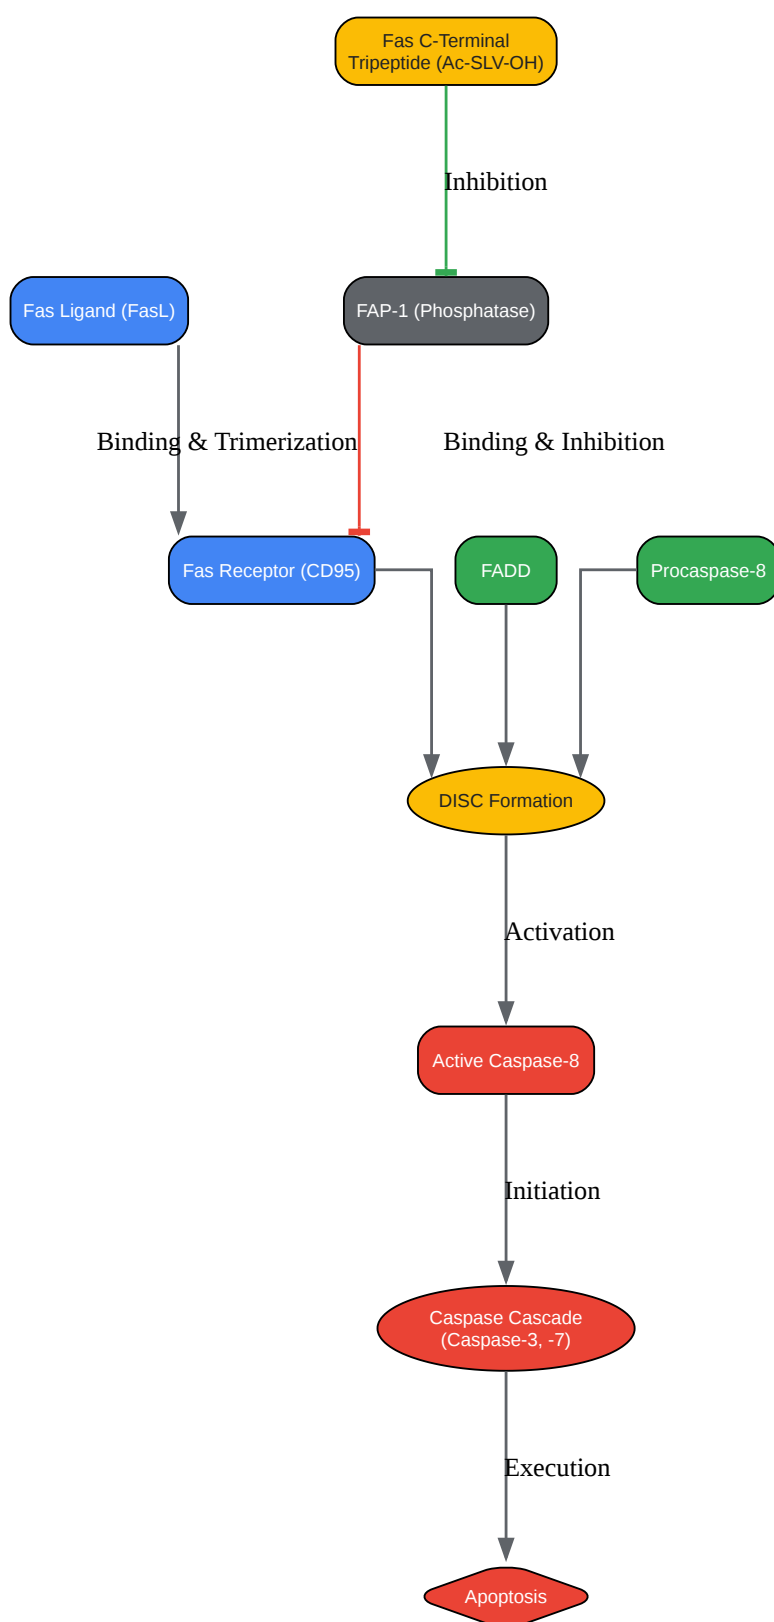 Fas C-Terminal
Tripeptide (Ac-SLV-OH)
Inhibition
Fas Ligand (FasL)
FAP-1 (Phosphatase)
Binding & Trimerization
Binding & Inhibition
Fas Receptor (CD95)
FADD
Procaspase-8
DISC Formation
Activation
Active Caspase-8
Initiation
Caspase Cascade
(Caspase-3, -7)
Execution
Apoptosis